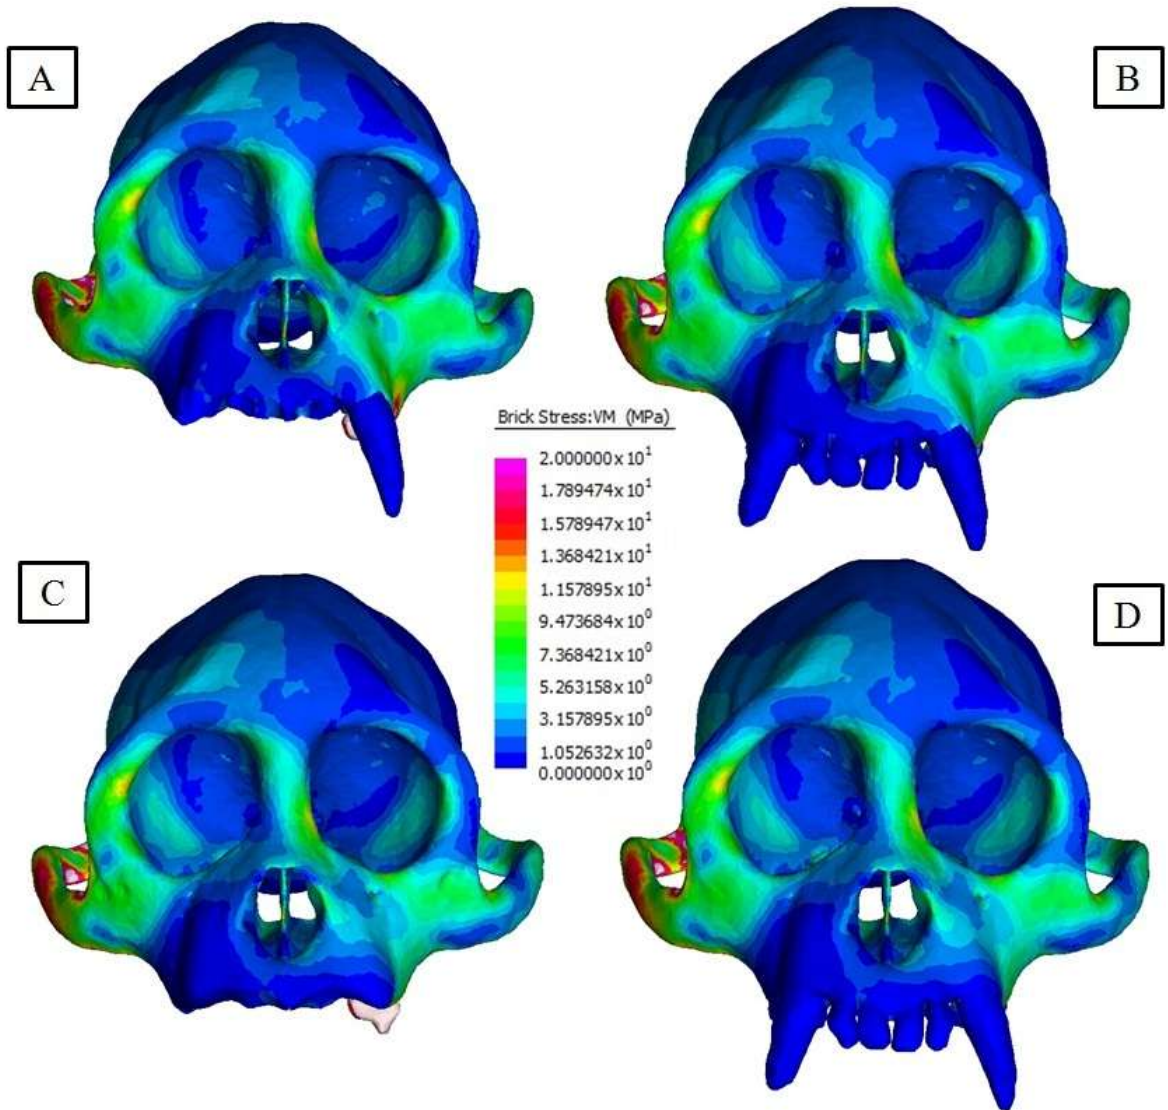 A
B
Brick Stress:VM (MPa)
2.000000x10¹
1.789474x10¹
1.578947x10¹
1.368421x10¹
1.157895x10¹
9.473684x10⁰
7.368421x10⁰
5.263158x10⁰
3.157895x10⁰
1.052632x10⁰
0.000000x10⁰
C
D